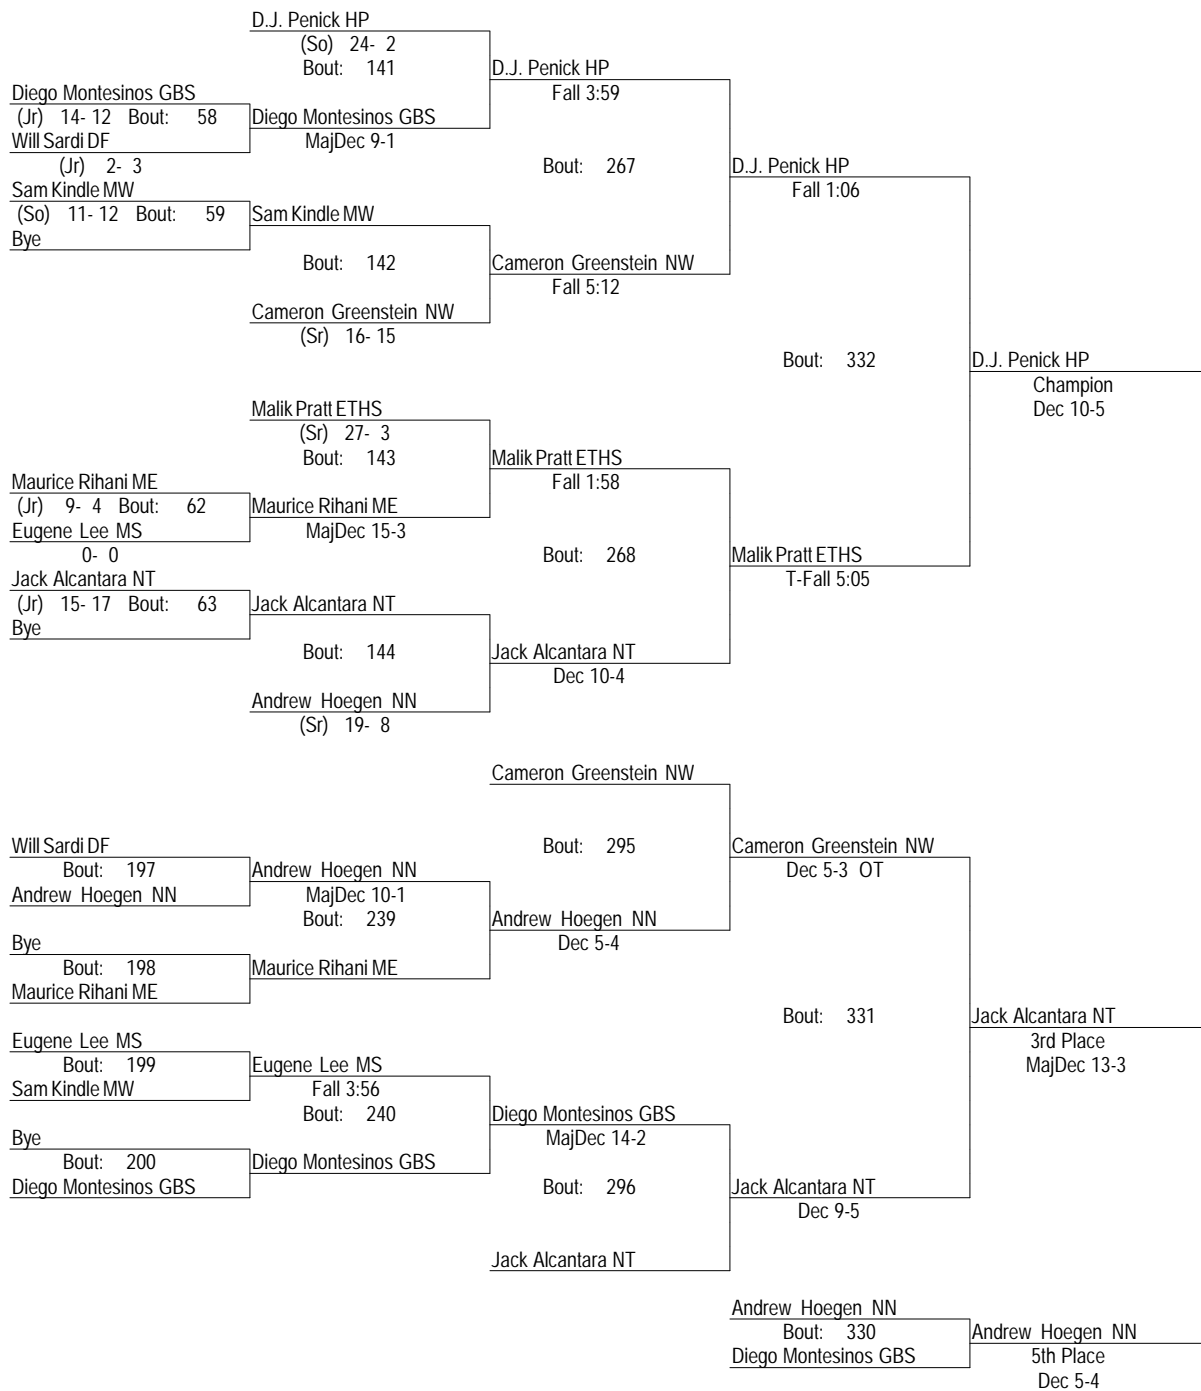 D.J. Penick HP
(So) 24- 2
Bout: 141
D.J. Penick HP
Fall 3:59
Diego Montesinos GBS
(Jr) 14- 12 Bout: 58
Diego Montesinos GBS
MajDec 9-1
Will Sardi DF
(Jr) 2- 3
Bout: 267
D.J. Penick HP
Fall 1:06
Sam Kindle MW
(So) 11- 12 Bout: 59
Sam Kindle MW
Bye
Bout: 142
Cameron Greenstein NW
Fall 5:12
Cameron Greenstein NW
(Sr) 16- 15
Bout: 332
D.J. Penick HP
Champion
Dec 10-5
Malik Pratt ETHS
(Sr) 27- 3
Bout: 143
Malik Pratt ETHS
Fall 1:58
Maurice Rihani ME
(Jr) 9- 4 Bout: 62
Maurice Rihani ME
MajDec 15-3
Eugene Lee MS
0- 0
Bout: 268
Malik Pratt ETHS
T-Fall 5:05
Jack Alcantara NT
(Jr) 15- 17 Bout: 63
Jack Alcantara NT
Bye
Bout: 144
Jack Alcantara NT
Dec 10-4
Andrew Hoegen NN
(Sr) 19- 8
Cameron Greenstein NW
Bout: 295
Cameron Greenstein NW
Dec 5-3 OT
Will Sardi DF
Bout: 197
Andrew Hoegen NN
Andrew Hoegen NN
MajDec 10-1
Bout: 239
Andrew Hoegen NN
Dec 5-4
Bye
Bout: 198
Maurice Rihani ME
Maurice Rihani ME
Bout: 331
Jack Alcantara NT
3rd Place
MajDec 13-3
Eugene Lee MS
Bout: 199
Sam Kindle MW
Eugene Lee MS
Fall 3:56
Bout: 240
Diego Montesinos GBS
MajDec 14-2
Bye
Bout: 200
Diego Montesinos GBS
Diego Montesinos GBS
Bout: 296
Jack Alcantara NT
Dec 9-5
Jack Alcantara NT
Andrew Hoegen NN
Bout: 330
Diego Montesinos GBS
Andrew Hoegen NN
5th Place
Dec 5-4